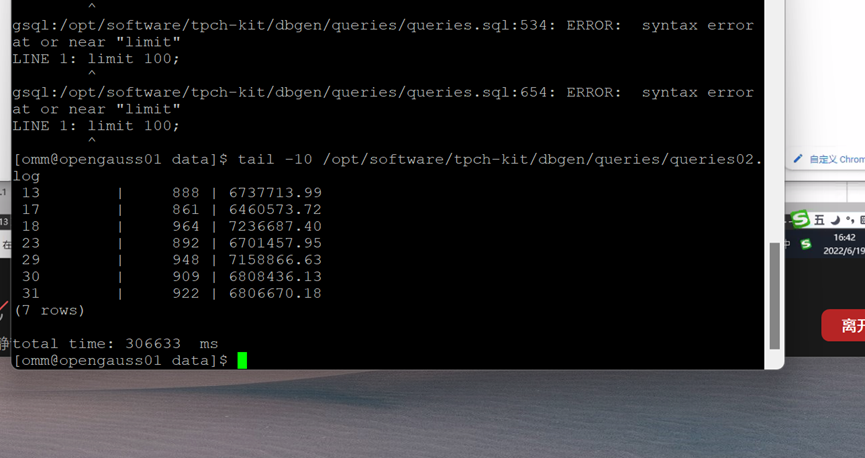 ^
gsql:/opt/software/tpch-kit/dbgen/queries/queries.sql:534: ERROR:  syntax error
at or near "limit"
LINE 1: limit 100;
^
gsql:/opt/software/tpch-kit/dbgen/queries/queries.sql:654: ERROR:  syntax error
at or near "limit"
LINE 1: limit 100;
^
[omm@opengauss01 data]$ tail -10 /opt/software/tpch-kit/dbgen/queries/queries02.
log
13 | 888 | 6737713.99
17 | 861 | 6460573.72
18 | 964 | 7236687.40
23 | 892 | 6701457.95
29 | 948 | 7158866.63
30 | 909 | 6808436.13
31 | 922 | 6806670.18
(7 rows)
total time: 306633  ms
[omm@opengauss01 data]$
自定义 Chrom
五
中
16:42
2022/6/19
离开
.1
13
在
静